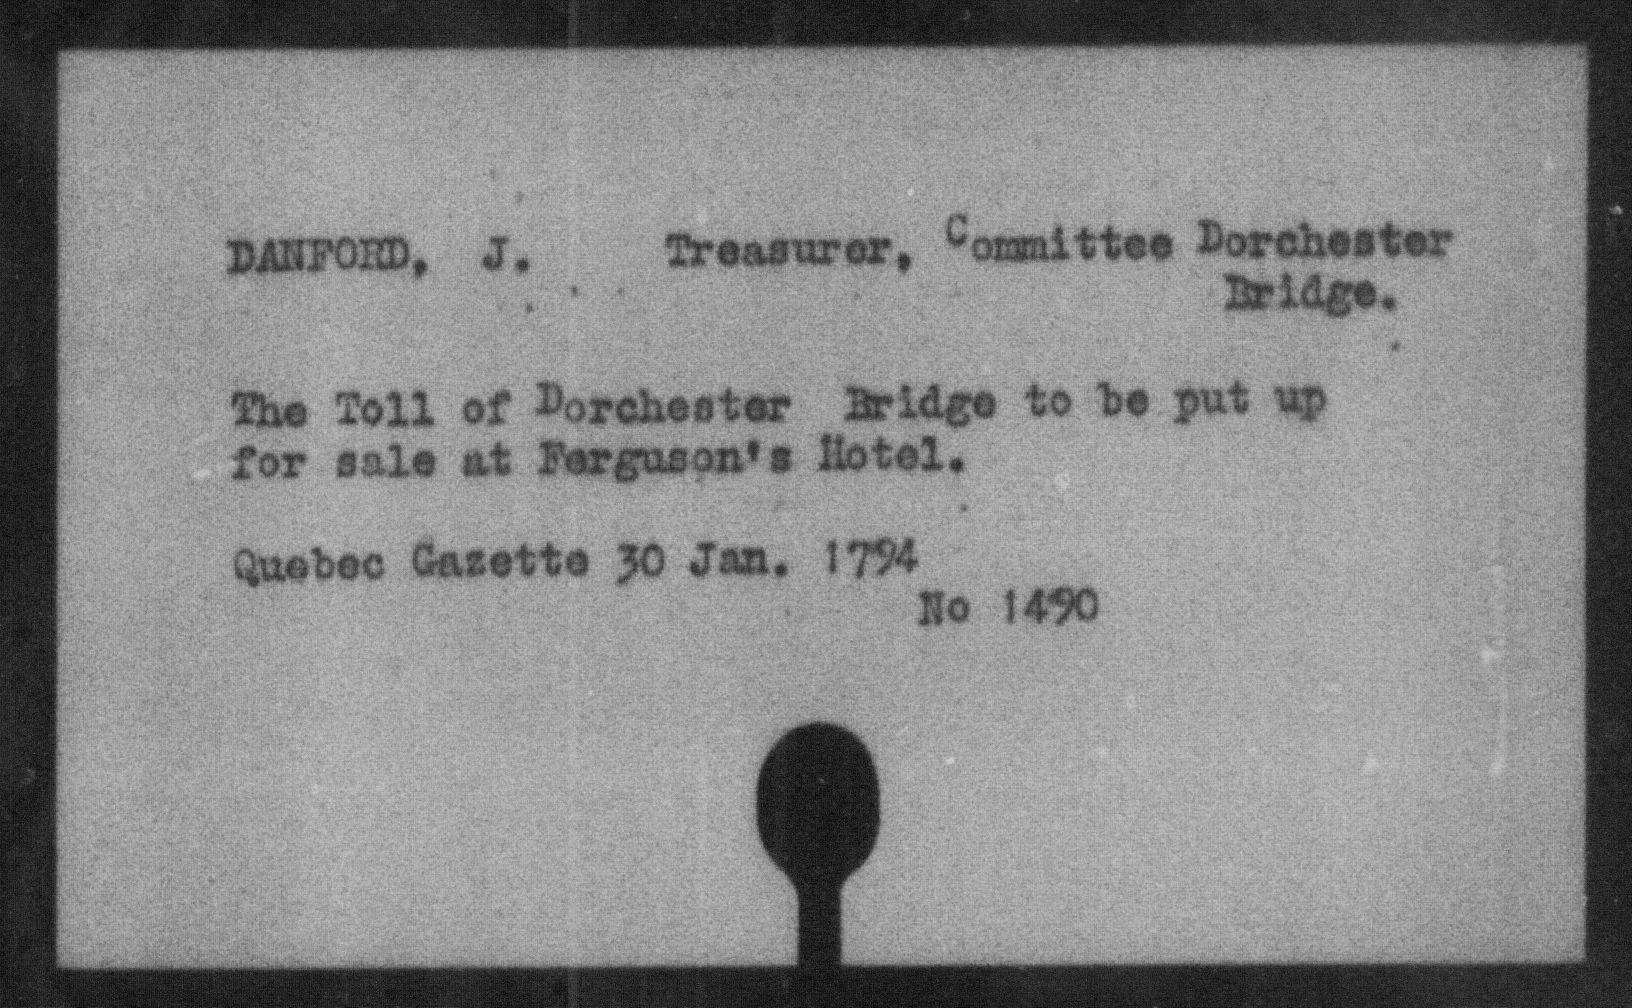 DANFORD, J. Treasurer, Committee Dorchester
Bridge.
The Toll of Dorchester Bridge to be put up
for sale at Ferguson's Hotel.
Quebec Gazette 30 Jan. 1794
No 1490